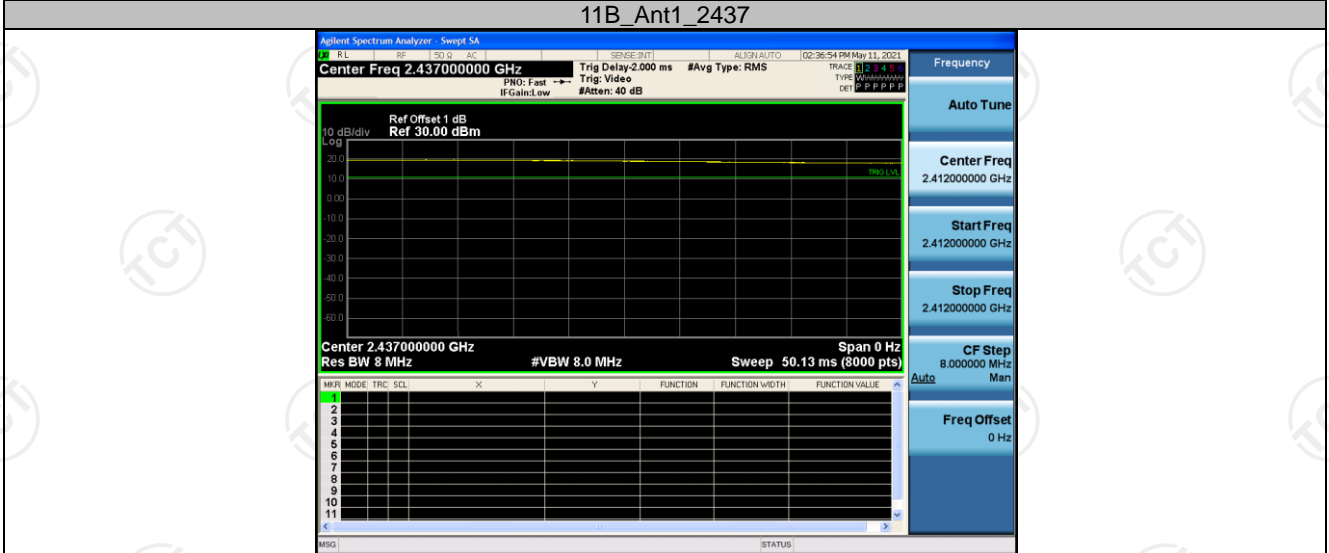 11B_Ant1_2437
Agilent Spectrum Analyzer - Swept SA
RL RF 50 Ω AC SENSE:INT ALIGN AUTO 02:36:54 PM May 11, 2021
Center Freq 2.437000000 GHz
PNO: Fast
IFGain:Low
Trig Delay-2.000 ms
Trig: Video
#Atten: 40 dB
#Avg Type: RMS
TRACE 1 2 3 4 5 6
TYPE
DET P P P P P P
Ref Offset 1 dB
10 dB/div Ref 30.00 dBm
Log
20.0
TRIG LVL
10.0
0.00
-10.0
-20.0
-30.0
-40.0
-50.0
-60.0
Center 2.437000000 GHz Span 0 Hz
Res BW 8 MHz #VBW 8.0 MHz Sweep 50.13 ms (8000 pts)
MKR MODE TRC SCL X Y FUNCTION FUNCTION WIDTH FUNCTION VALUE
1
2
3
4
5
6
7
8
9
10
11
MSG STATUS
Frequency
Auto Tune
Center Freq
2.412000000 GHz
Start Freq
2.412000000 GHz
Stop Freq
2.412000000 GHz
CF Step
8.000000 MHz
Auto Man
Freq Offset
0 Hz
TCT
TCT